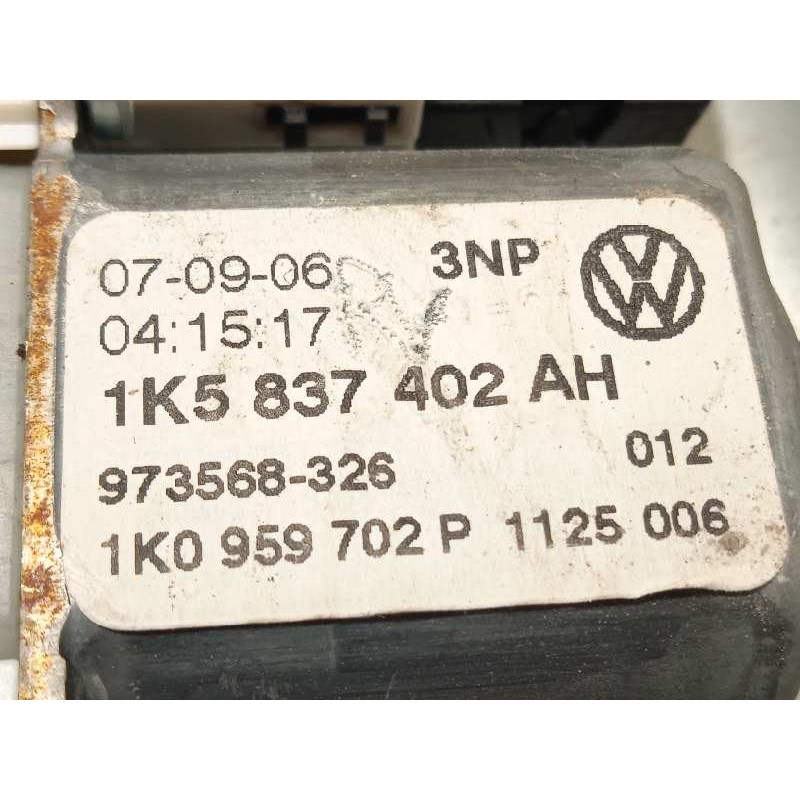 07-09-06 3NP
04:15:17
1K5 837 402 AH
973568-326 012
1K0 959 702 P 1125 006